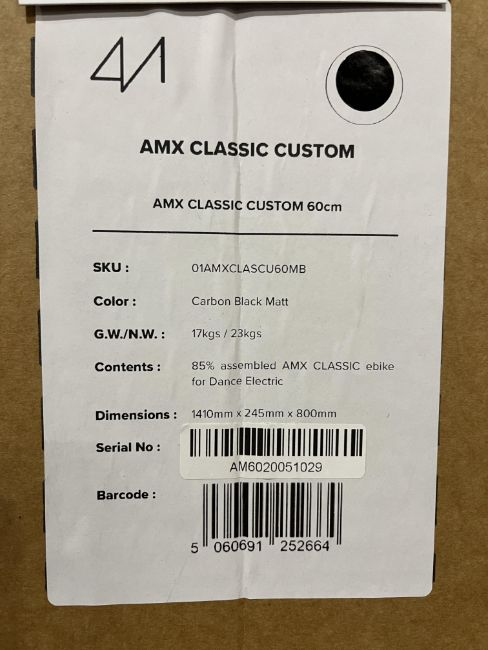 AMX CLASSIC CUSTOM
AMX CLASSIC CUSTOM 60cm
SKU : 01AMXCLASCU60MB
Color : Carbon Black Matt
G.W./N.W. : 17kgs / 23kgs
Contents : 85% assembled AMX CLASSIC ebike
for Dance Electric
Dimensions : 1410mm x 245mm x 800mm
Serial No :
AM6020051029
Barcode :
5 060691 252664